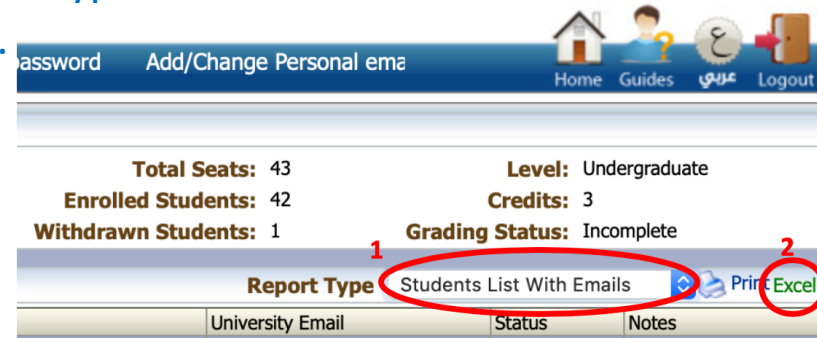 Add/Change Personal ema
Home Guides عربي Logout
Total Seats: 43 Level: Undergraduate
Enrolled Students: 42 Credits: 3
Withdrawn Students: 1 Grading Status: Incomplete
1 2
Report Type Students List With Emails Print Excel
University Email Status Notes